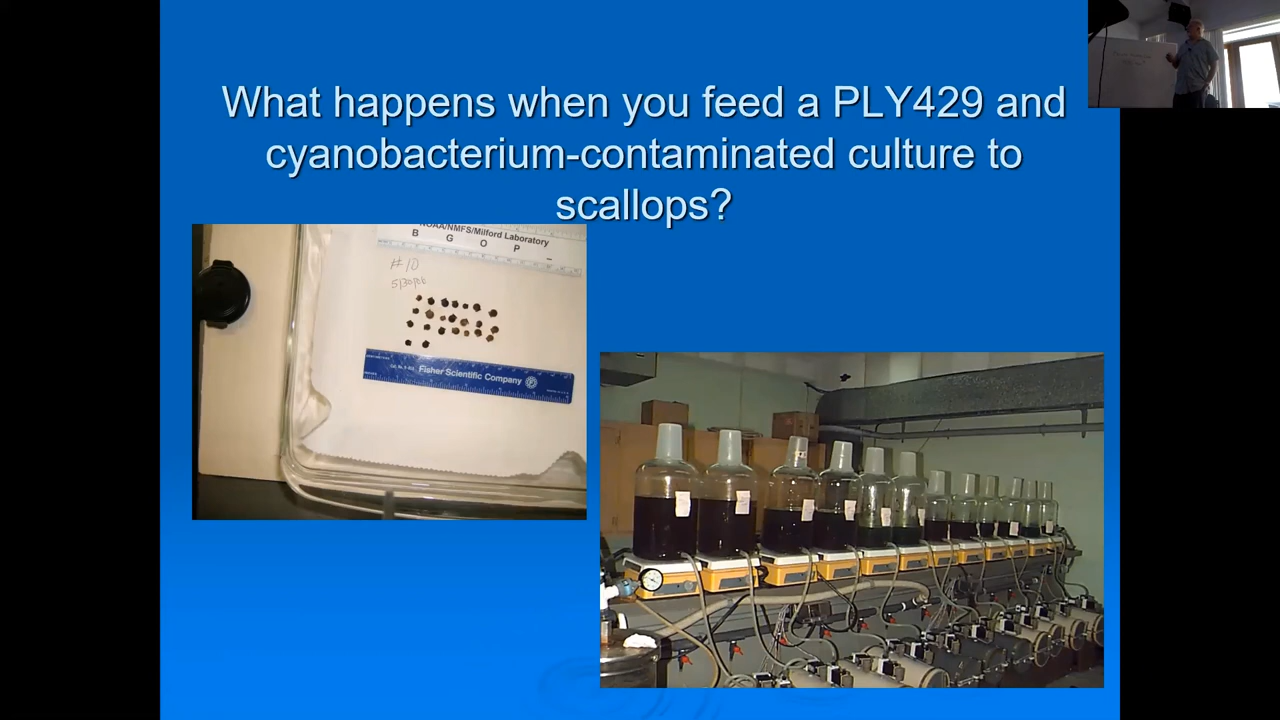 What happens when you feed a PLY429 and
cyanobacterium-contaminated culture to
scallops?
NOAA/NMFS/Milford Laboratory
B G O P
#10
Fisher Scientific Company